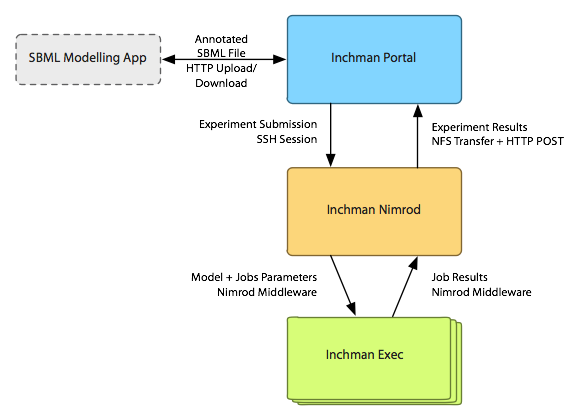 Annotated
SBML File
HTTP Upload/
Download
SBML Modelling App
Inchman Portal
Experiment Submission
SSH Session
Experiment Results
NFS Transfer + HTTP POST
Inchman Nimrod
Model + Jobs Parameters
Nimrod Middleware
Job Results
Nimrod Middleware
Inchman Exec